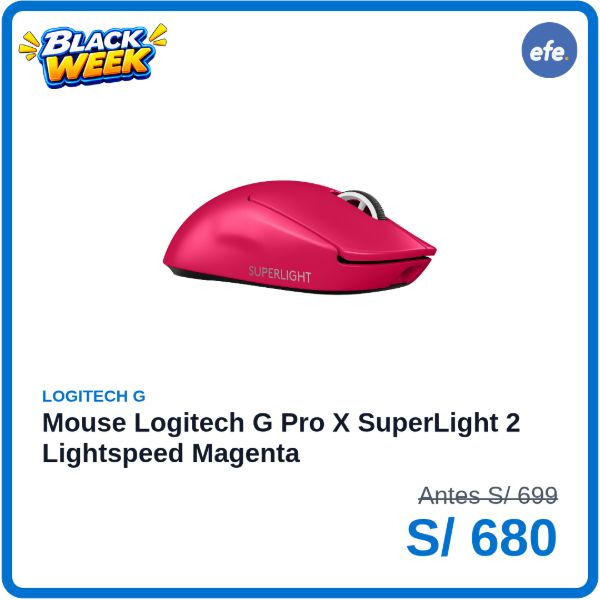 BLACK
WEEK
efe.
SUPERLIGHT
LOGITECH G
Mouse Logitech G Pro X SuperLight 2
Lightspeed Magenta
Antes S/ 699
S/ 680